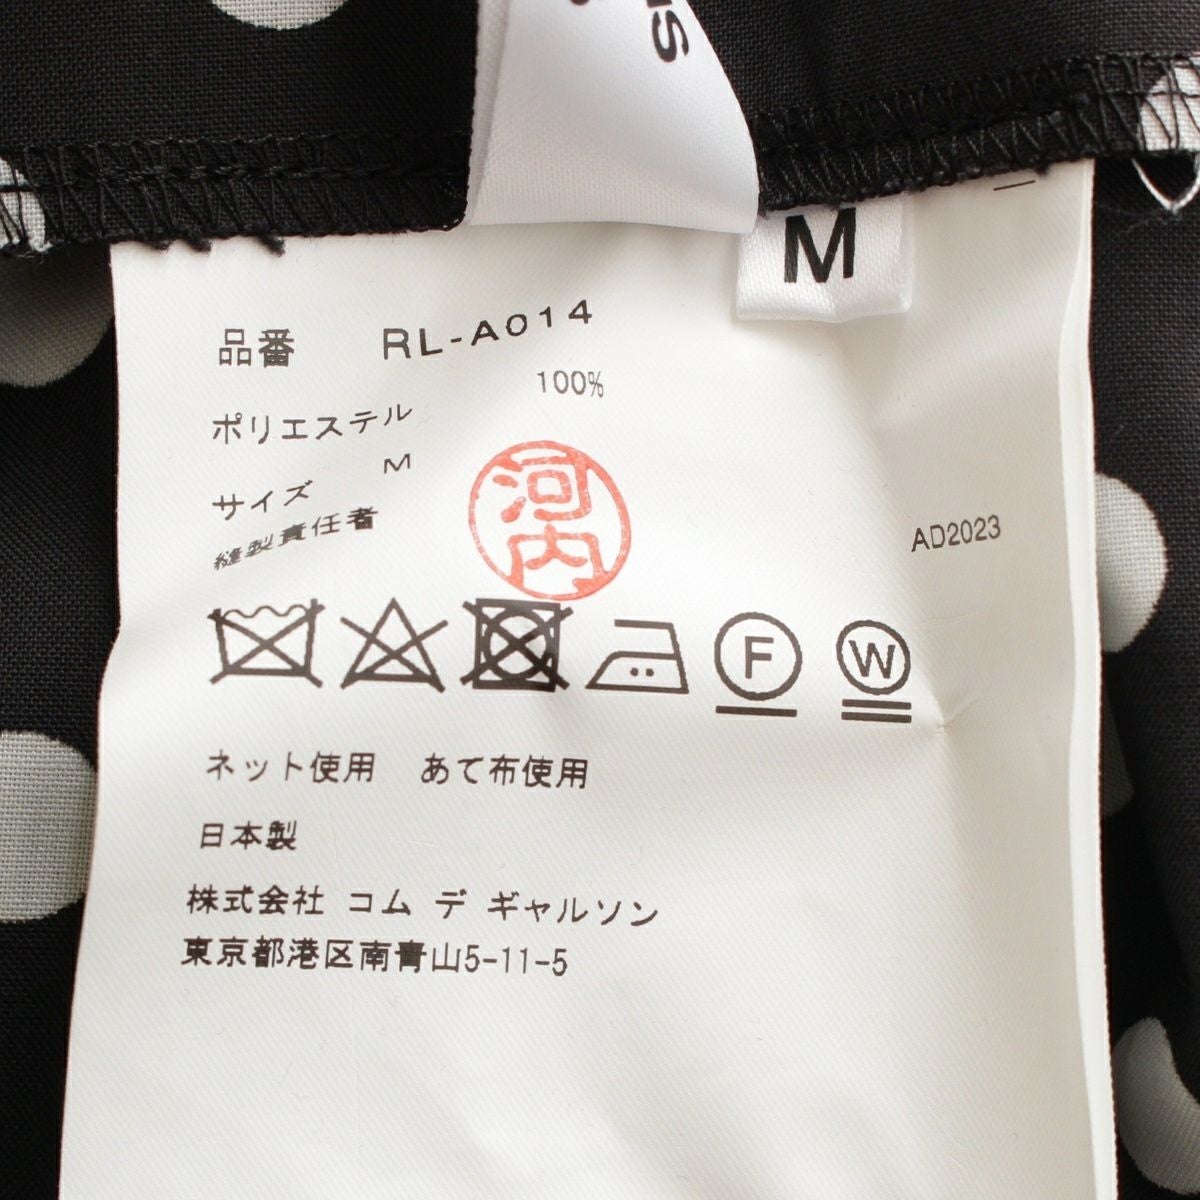 M
品番 RL-A014
100%
ポリエステル
サイズ M
縫製責任者
河内
AD2023
F
W
ネット使用 あて布使用
日本製
株式会社 コム デ ギャルソン
東京都港区南青山5-11-5